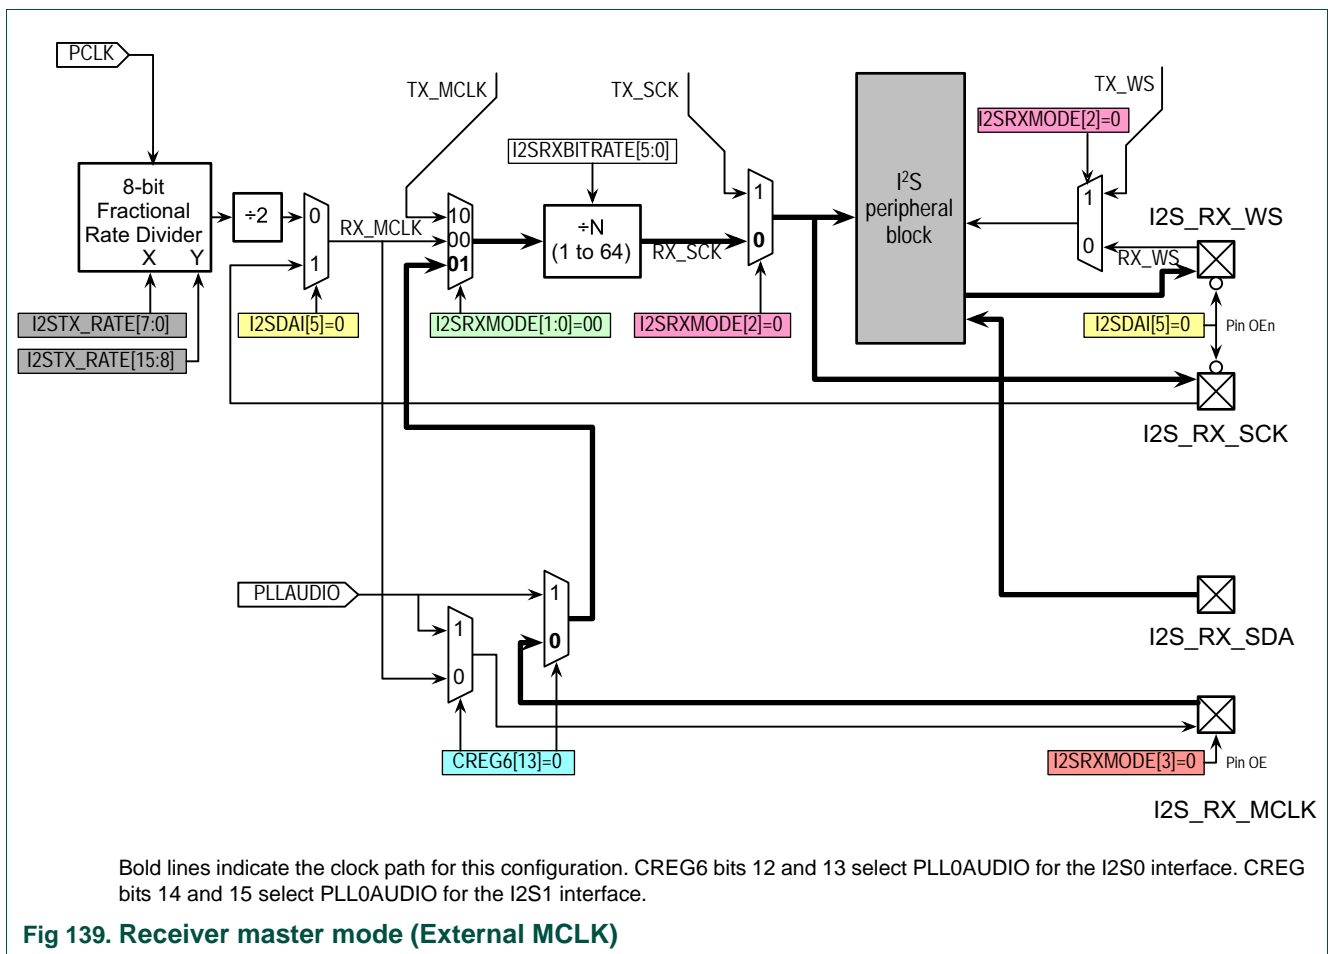 PCLK
TX_MCLK
TX_SCK
TX_WS
I2SRXMODE[2]=0
I2SRXBITRATE[5:0]
8-bit
Fractional
Rate Divider
X Y
÷2
0
1
RX_MCLK
10
00
01
÷N
(1 to 64)
RX_SCK
1
0
I²S
peripheral
block
1
0
RX_WS
I2S_RX_WS
I2STX_RATE[7:0]
I2STX_RATE[15:8]
I2SDAI[5]=0
I2SRXMODE[1:0]=00
I2SRXMODE[2]=0
I2SDAI[5]=0
Pin OEn
I2S_RX_SCK
PLLAUDIO
1
0
1
0
I2S_RX_SDA
CREG6[13]=0
I2SRXMODE[3]=0
Pin OE
I2S_RX_MCLK
Bold lines indicate the clock path for this configuration. CREG6 bits 12 and 13 select PLL0AUDIO for the I2S0 interface. CREG
bits 14 and 15 select PLL0AUDIO for the I2S1 interface.
Fig 139. Receiver master mode (External MCLK)